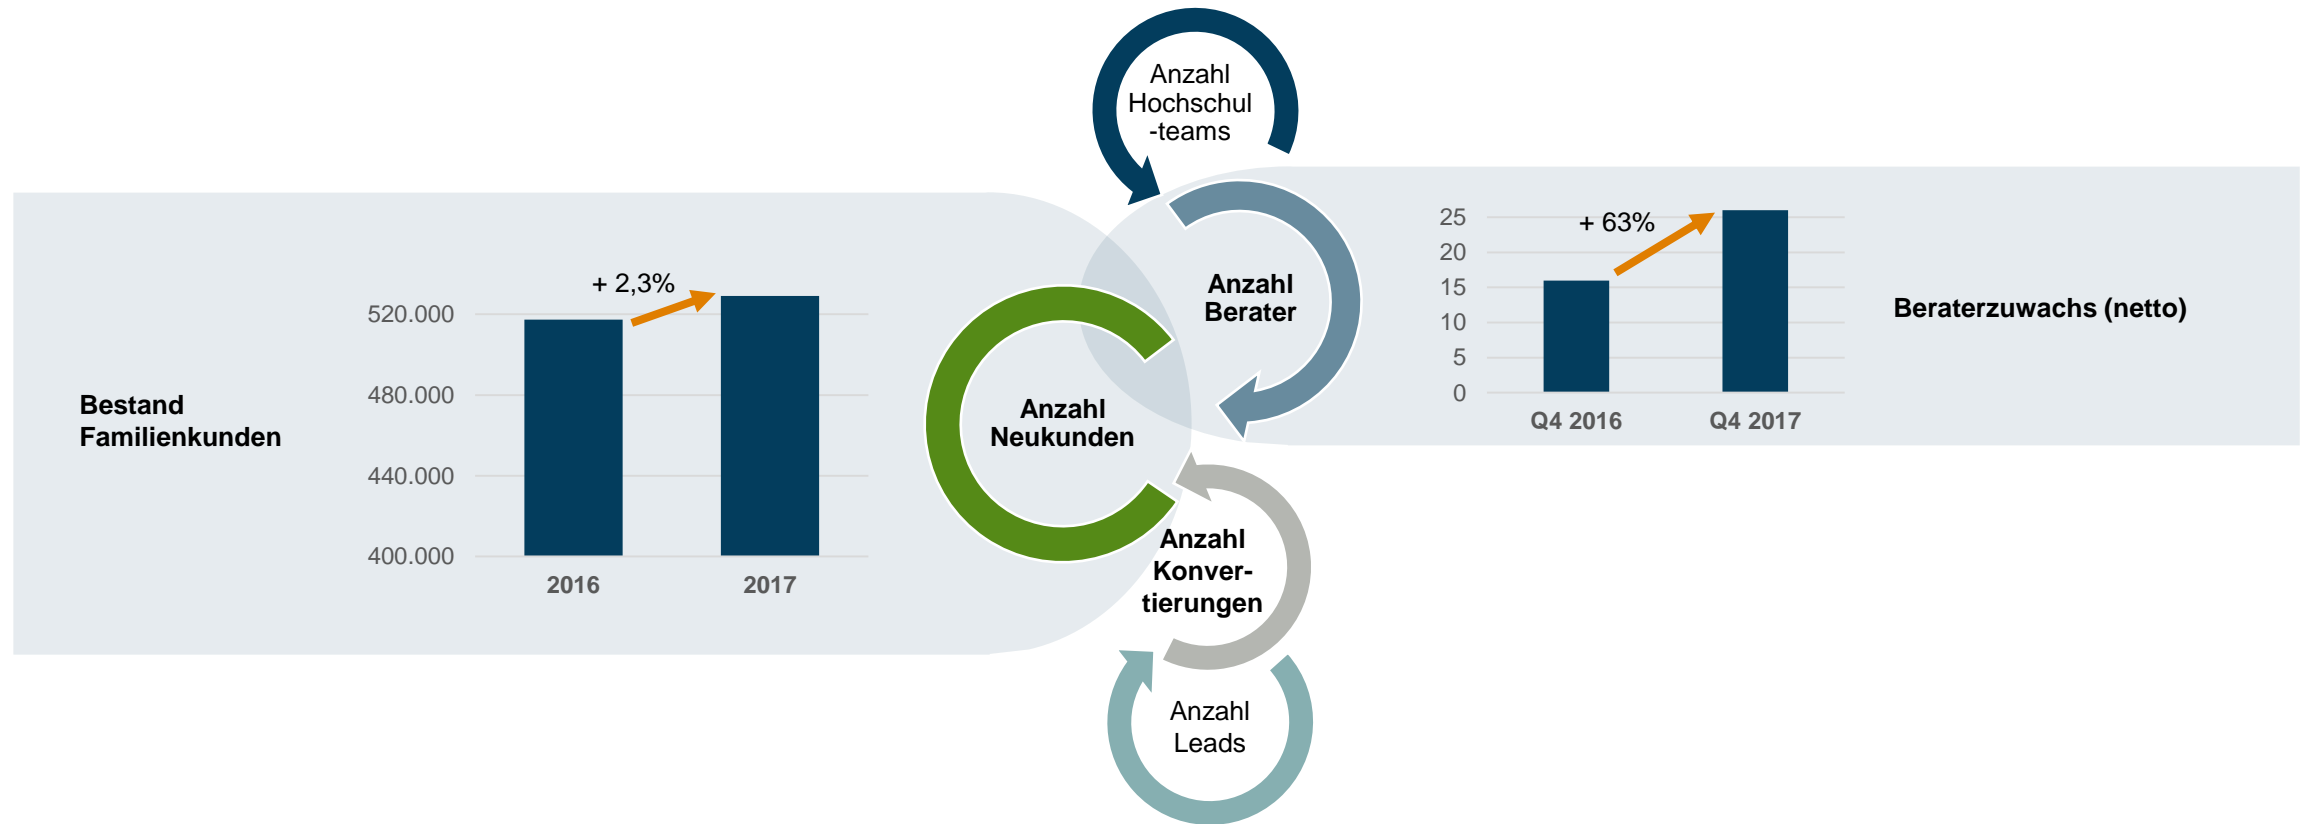 Anzahl
Hochschul
-teams
Bestand
Familienkunden
+ 2,3%
520.000
480.000
440.000
400.000
2016
2017
Anzahl
Neukunden
Anzahl
Berater
+ 63%
25
20
15
10
5
0
Q4 2016
Q4 2017
Beraterzuwachs (netto)
Anzahl
Konver-
tierungen
Anzahl
Leads